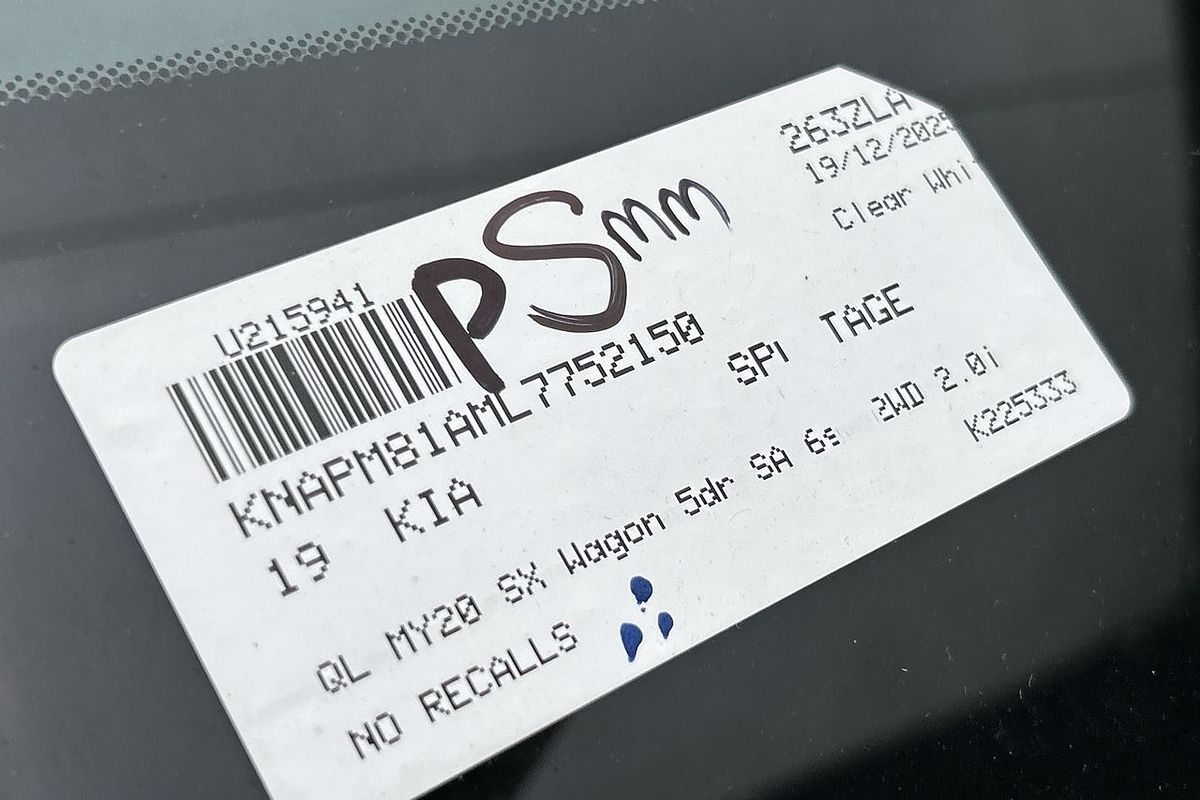 263ZLA
19/12/2025
Clear Whi
PSmm
U215941
KNAPM81AML7752150
19 KIA SPI TAGE
QL MY20 SX Wagon 5dr SA 6s 2WD 2.0i
NO RECALLS K225333